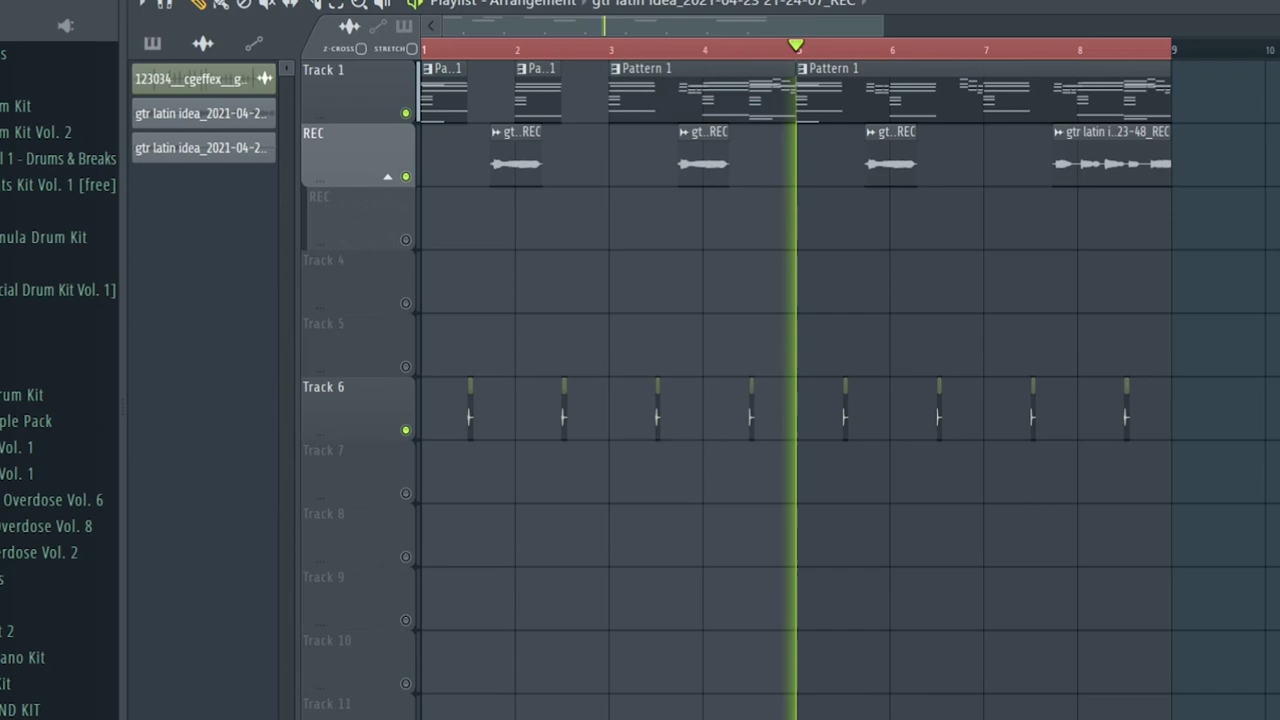 Playlist - Arrangement › gtr latin idea_2021-04-23 21-24-07_REC ›
Z-CROSS STRETCH
1 2 3 4 5 6 7 8 9 10
Track 1
Pa..1
Pa..1
Pattern 1
Pattern 1
REC
gt..REC
gt..REC
gt..REC
gtr latin i..23-48_REC
REC
Track 4
Track 5
Track 6
Track 7
Track 8
Track 9
Track 10
Track 11
123034__cgeffex__g..
gtr latin idea_2021-04-2..
gtr latin idea_2021-04-2..
s
m Kit
m Kit Vol. 2
l 1 - Drums & Breaks
ts Kit Vol. 1 [free]
mula Drum Kit
cial Drum Kit Vol. 1]
rum Kit
ple Pack
Vol. 1
Vol. 1
Overdose Vol. 6
Overdose Vol. 8
erdose Vol. 2
s
t 2
ano Kit
it
ND KIT